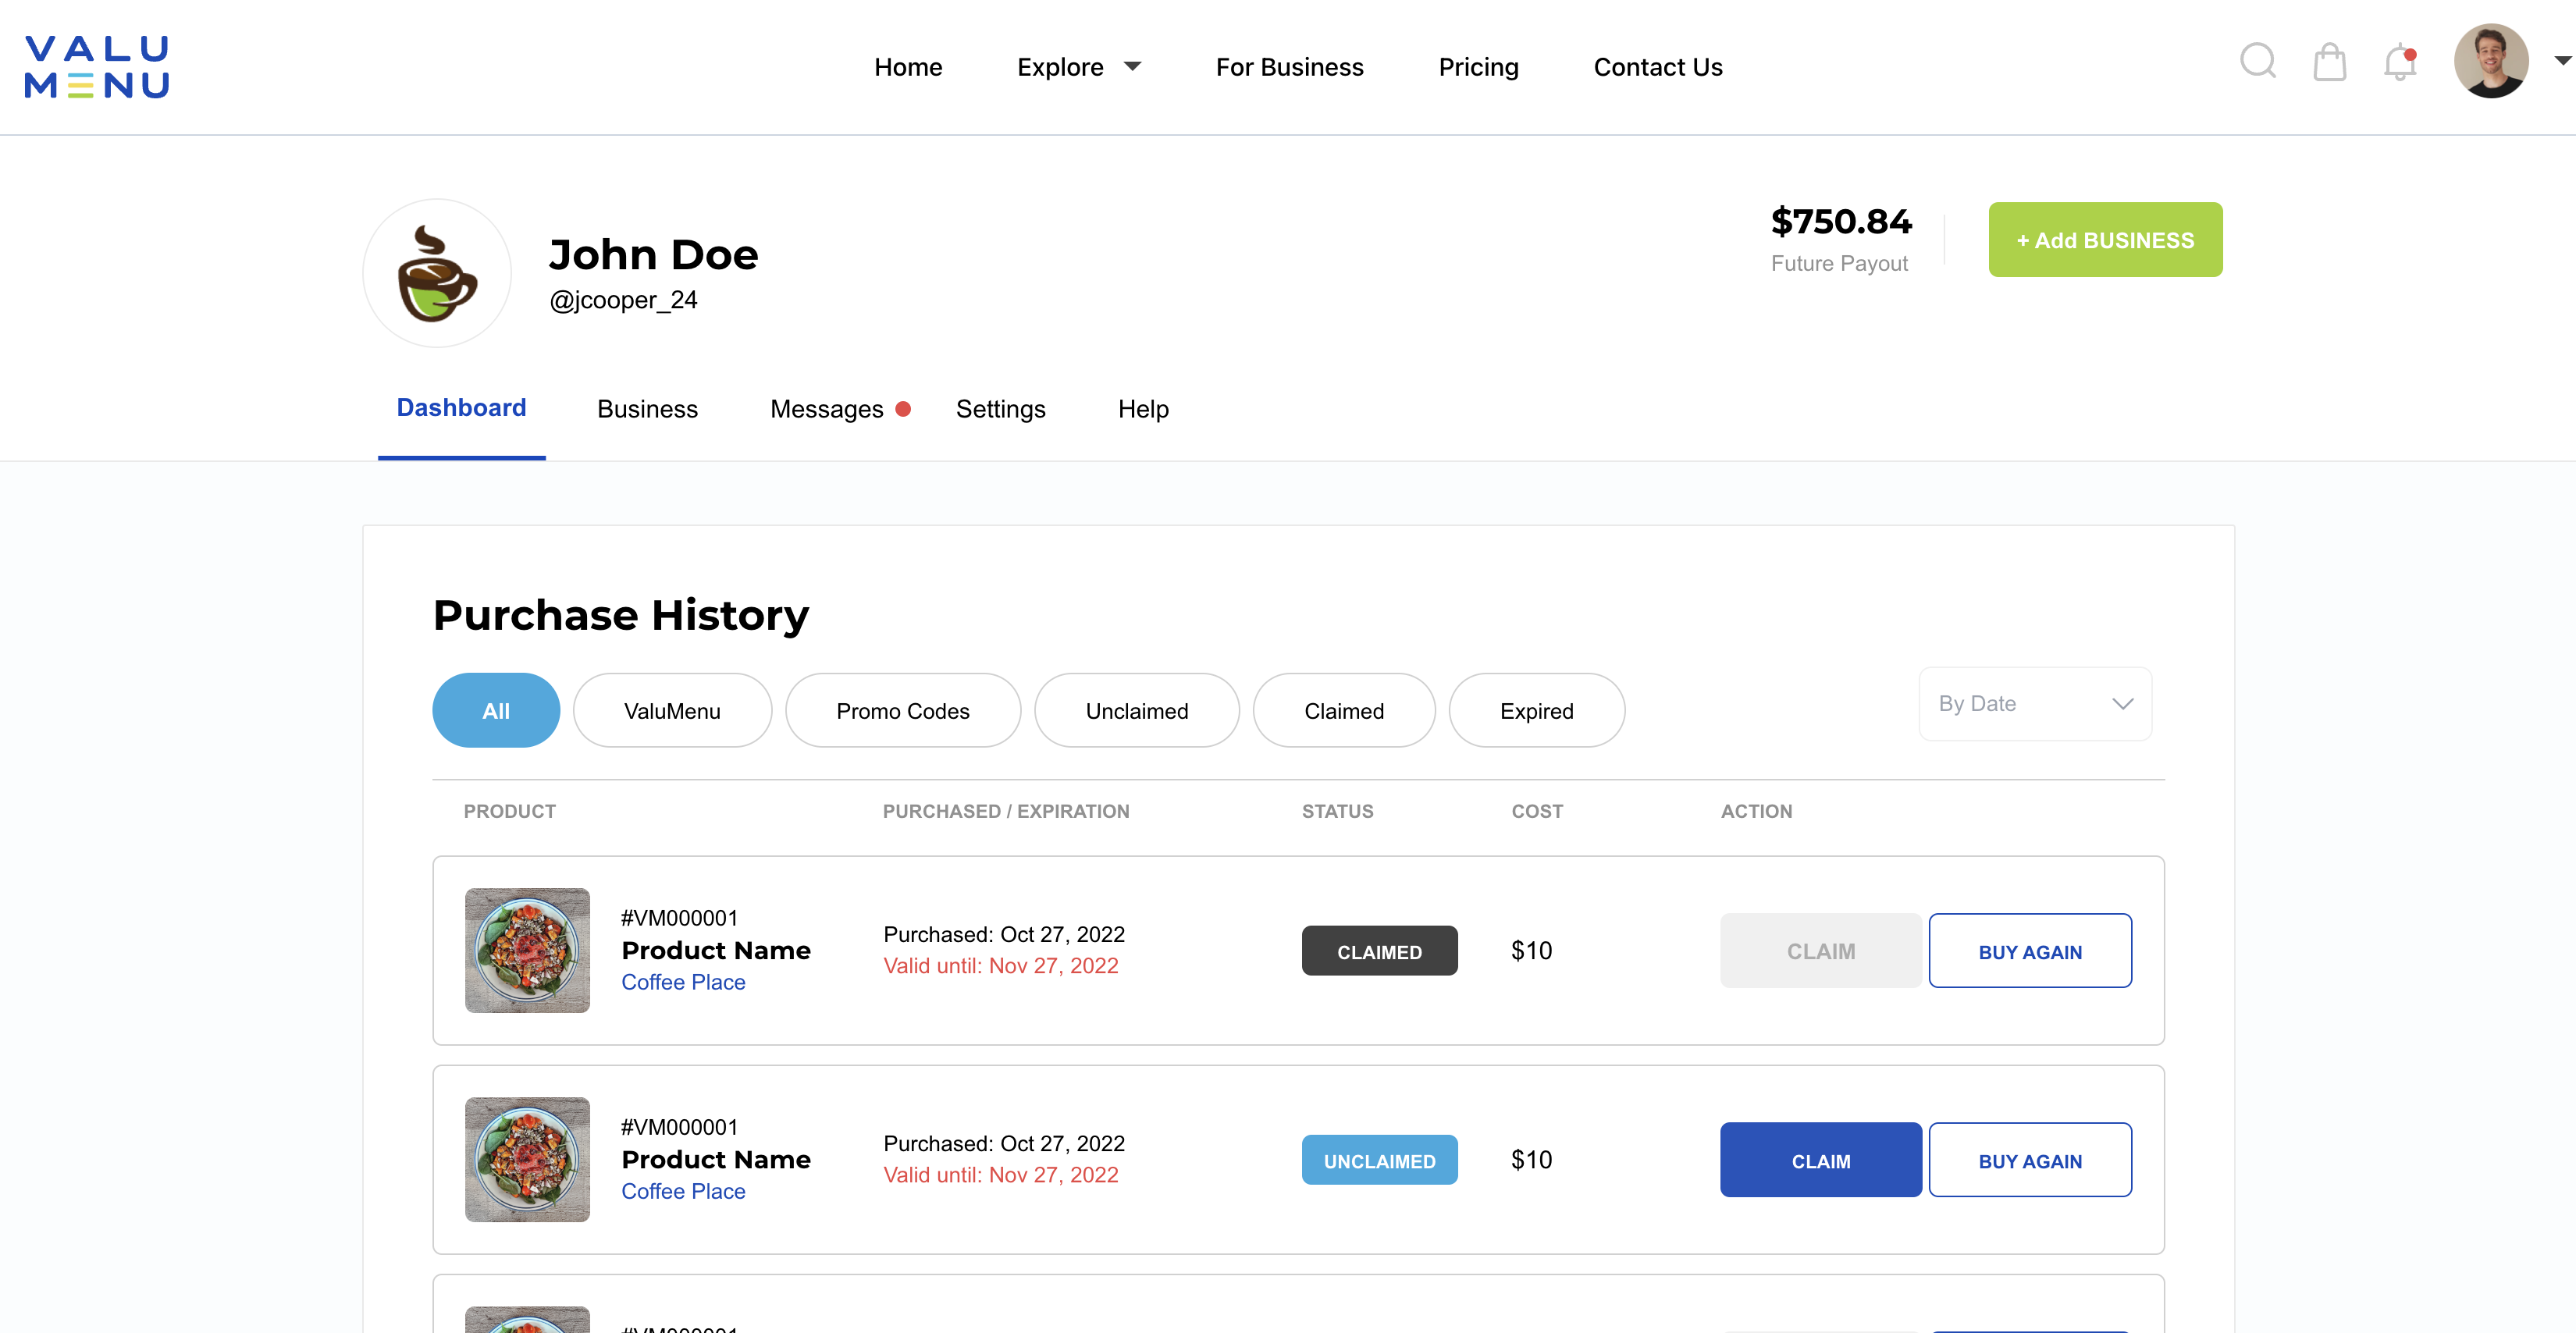 VALU
MENU
Home
Explore
For Business
Pricing
Contact Us
John Doe
@jcooper_24
$750.84
Future Payout
+ Add BUSINESS
Dashboard
Business
Messages
Settings
Help
Purchase History
All
ValuMenu
Promo Codes
Unclaimed
Claimed
Expired
By Date
PRODUCT
PURCHASED / EXPIRATION
STATUS
COST
ACTION
#VM000001
Product Name
Coffee Place
Purchased: Oct 27, 2022
Valid until: Nov 27, 2022
CLAIMED
$10
CLAIM
BUY AGAIN
#VM000001
Product Name
Coffee Place
Purchased: Oct 27, 2022
Valid until: Nov 27, 2022
UNCLAIMED
$10
CLAIM
BUY AGAIN